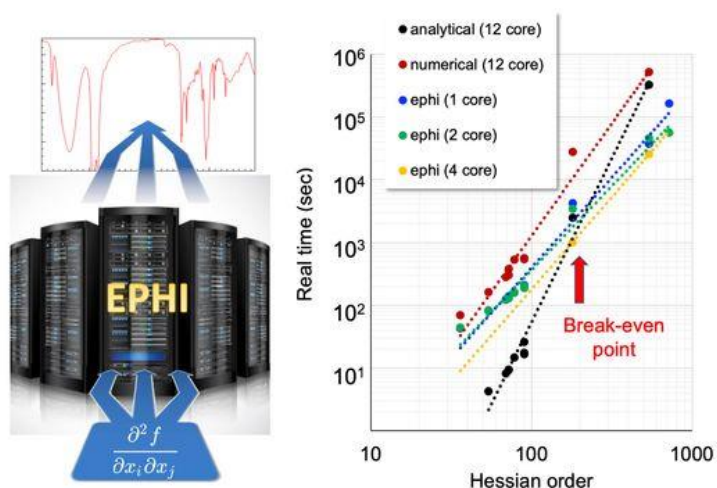 EPHI
∂²f
∂xᵢ∂xⱼ
analytical (12 core)
numerical (12 core)
ephi (1 core)
ephi (2 core)
ephi (4 core)
10⁶
10⁵
10⁴
10³
10²
10¹
Real time (sec)
Break-even
point
10
100
1000
Hessian order